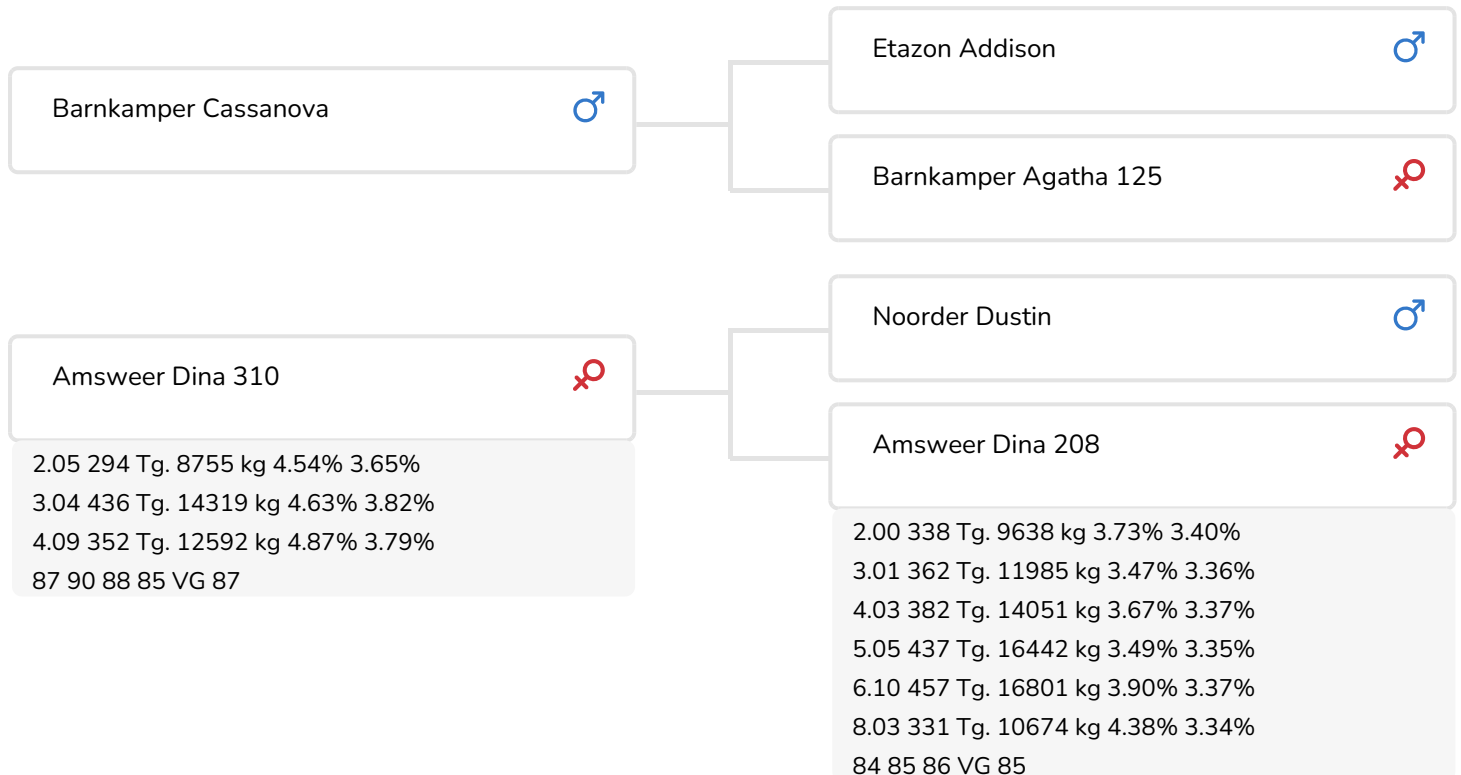 Barnkamper Cassanova
Etazon Addison
Barnkamper Agatha 125
Amsweer Dina 310
2.05 294 Tg. 8755 kg 4.54% 3.65%
3.04 436 Tg. 14319 kg 4.63% 3.82%
4.09 352 Tg. 12592 kg 4.87% 3.79%
87 90 88 85 VG 87
Noorder Dustin
Amsweer Dina 208
2.00 338 Tg. 9638 kg 3.73% 3.40%
3.01 362 Tg. 11985 kg 3.47% 3.36%
4.03 382 Tg. 14051 kg 3.67% 3.37%
5.05 437 Tg. 16442 kg 3.49% 3.35%
6.10 457 Tg. 16801 kg 3.90% 3.37%
8.03 331 Tg. 10674 kg 4.38% 3.34%
84 85 86 VG 85